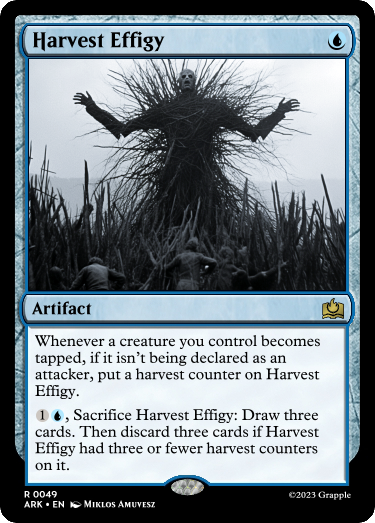 Harvest Effigy
Artifact
Whenever a creature you control becomes
tapped, if it isn't being declared as an
attacker, put a harvest counter on Harvest
Effigy.
1, Sacrifice Harvest Effigy: Draw three
cards. Then discard three cards if Harvest
Effigy had three or fewer harvest counters
on it.
R 0049
ARK • EN Miklos Amuvesz
©2023 Grapple